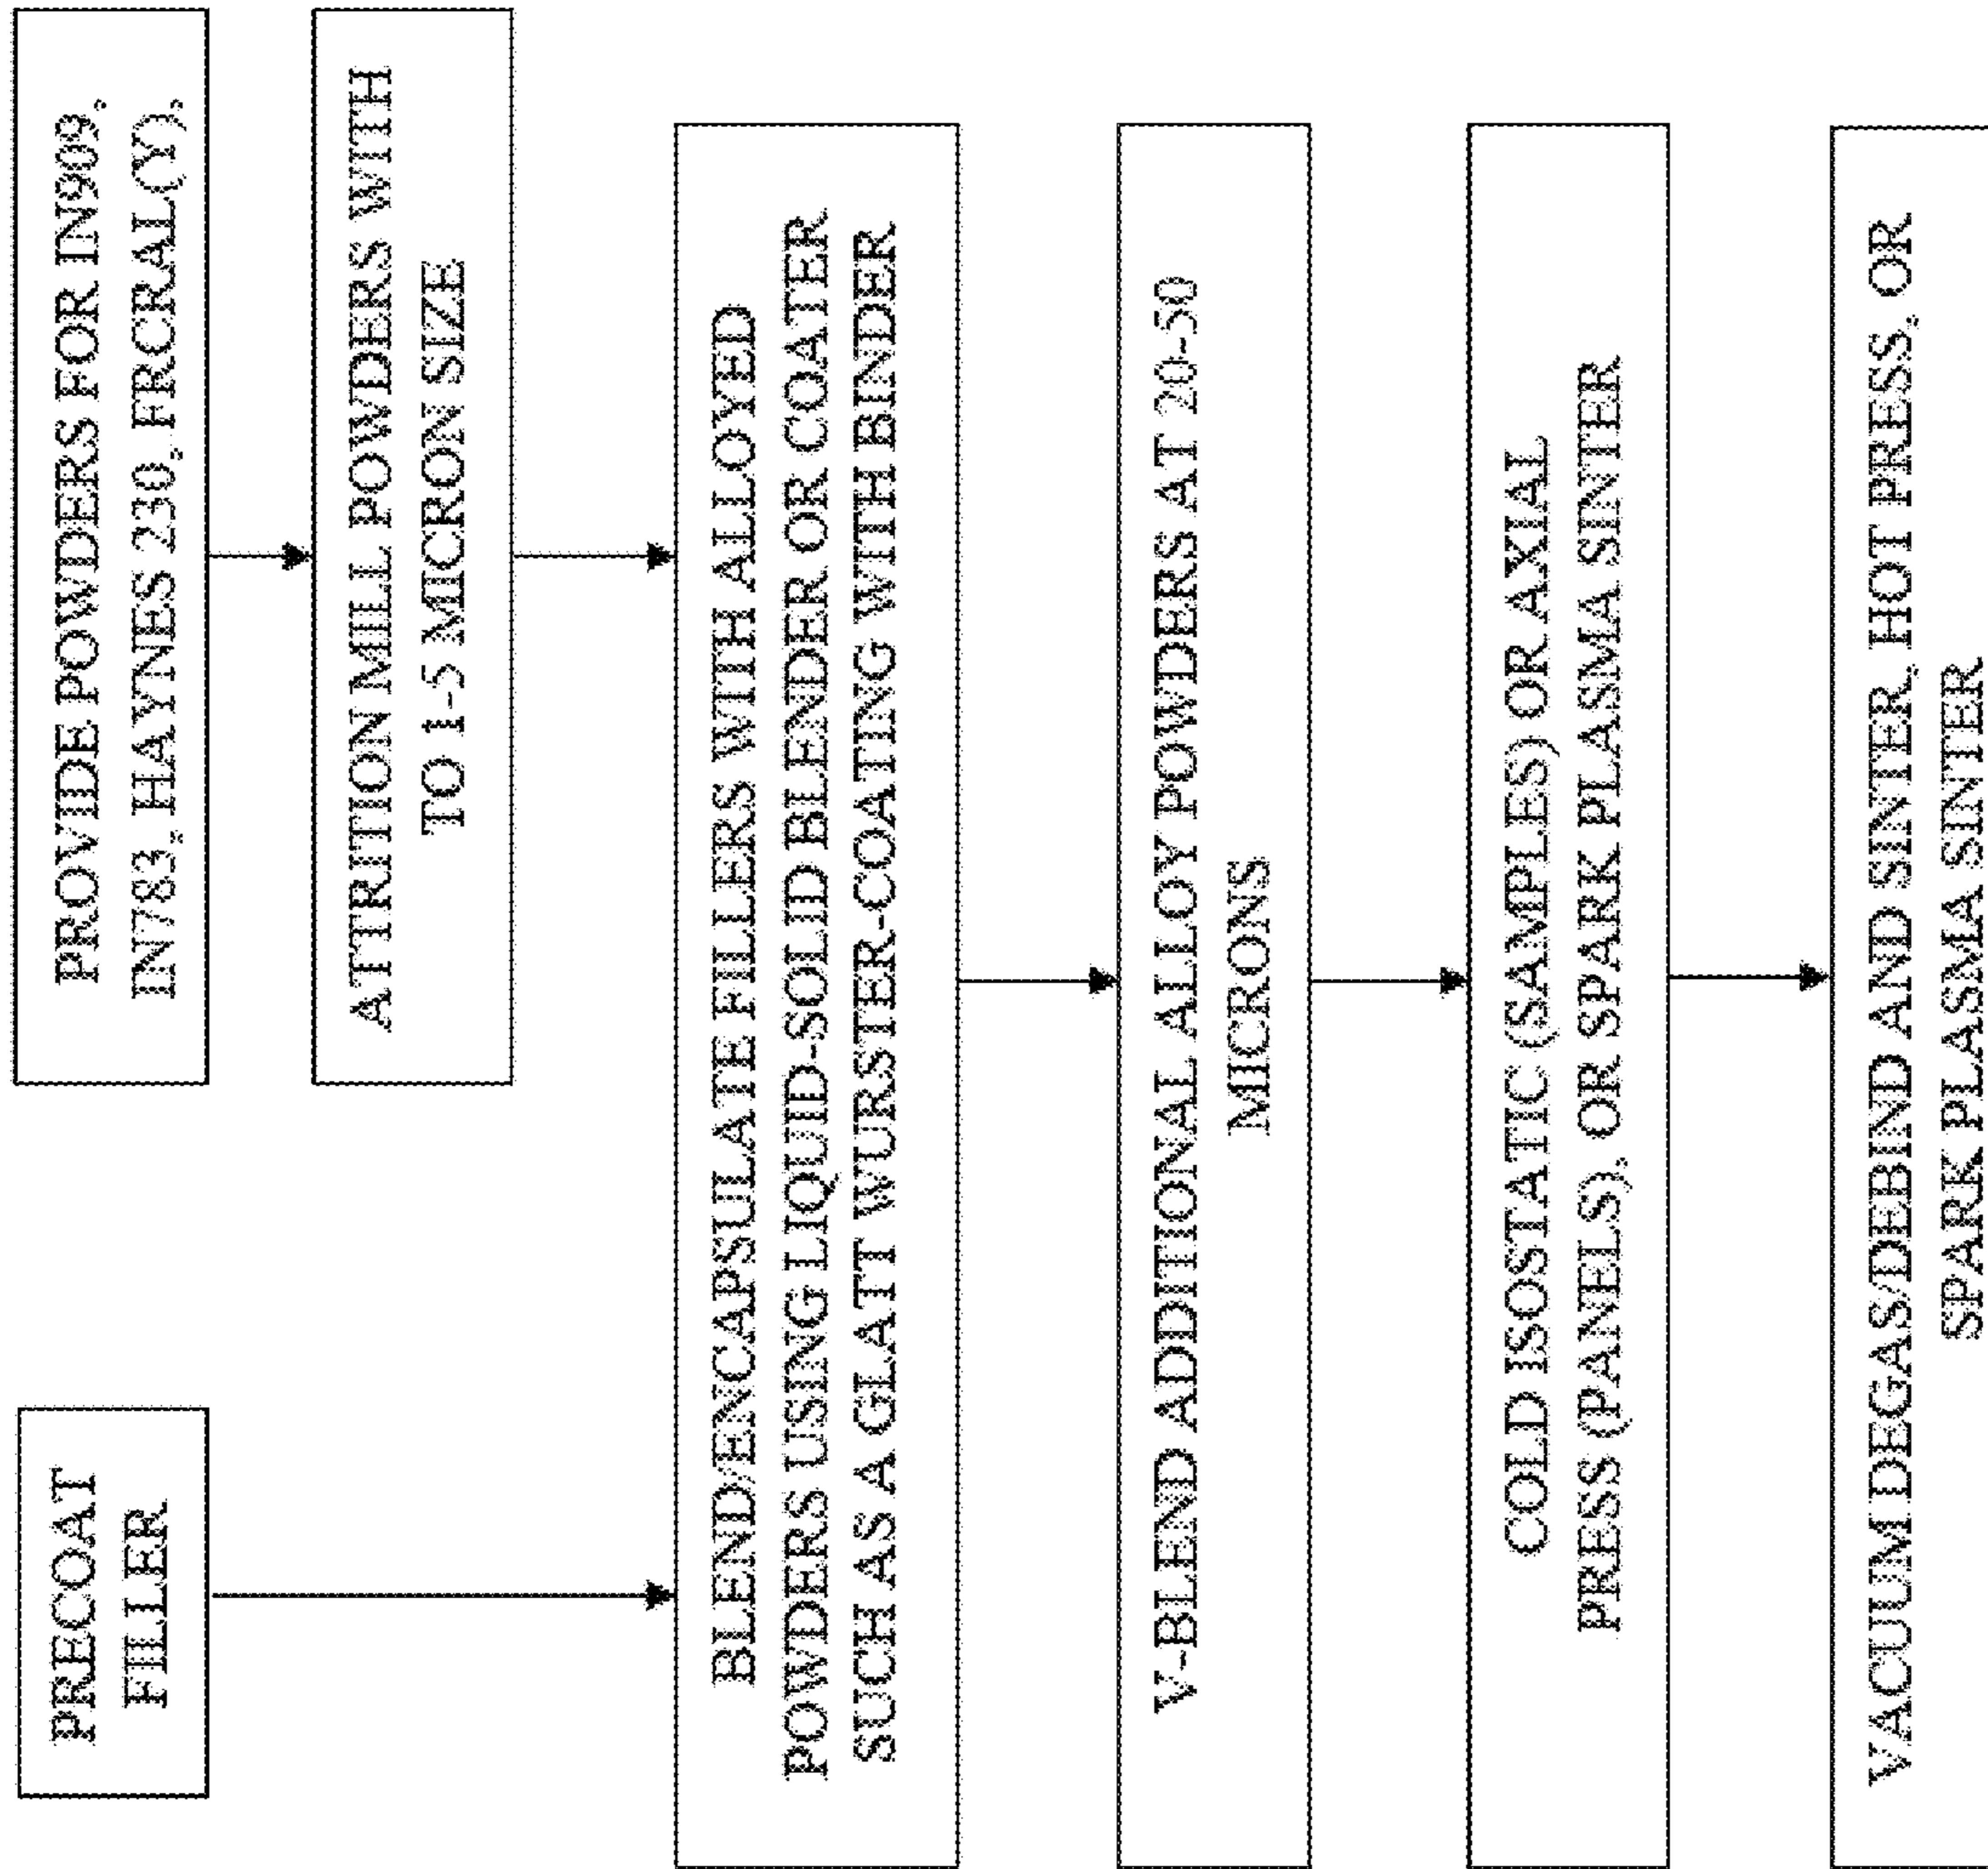 PRECOAT
FILLER
PROVIDE POWDERS FOR IN909,
IN783, HAYNES 230, FRCRAL(Y),
ATTRITION MILL POWDERS WITH
TO 1-5 MICRON SIZE
BLEND/ENCAPSULATE FILLERS WITH ALLOYED
POWDERS USING LIQUID-SOLID BLENDER OR COATER
SUCH AS A GLATT WURSTER-COATING WITH BINDER
V-BLEND ADDITIONAL ALLOY POWDERS AT 20-50
MICRONS
COLD ISOSTATIC (SAMPLES) OR AXIAL
PRESS (PANELS), OR SPARK PLASMA SINTER
VACUUM DEGAS/DEBIND AND SINTER, HOT PRESS, OR
SPARK PLASMA SINTER